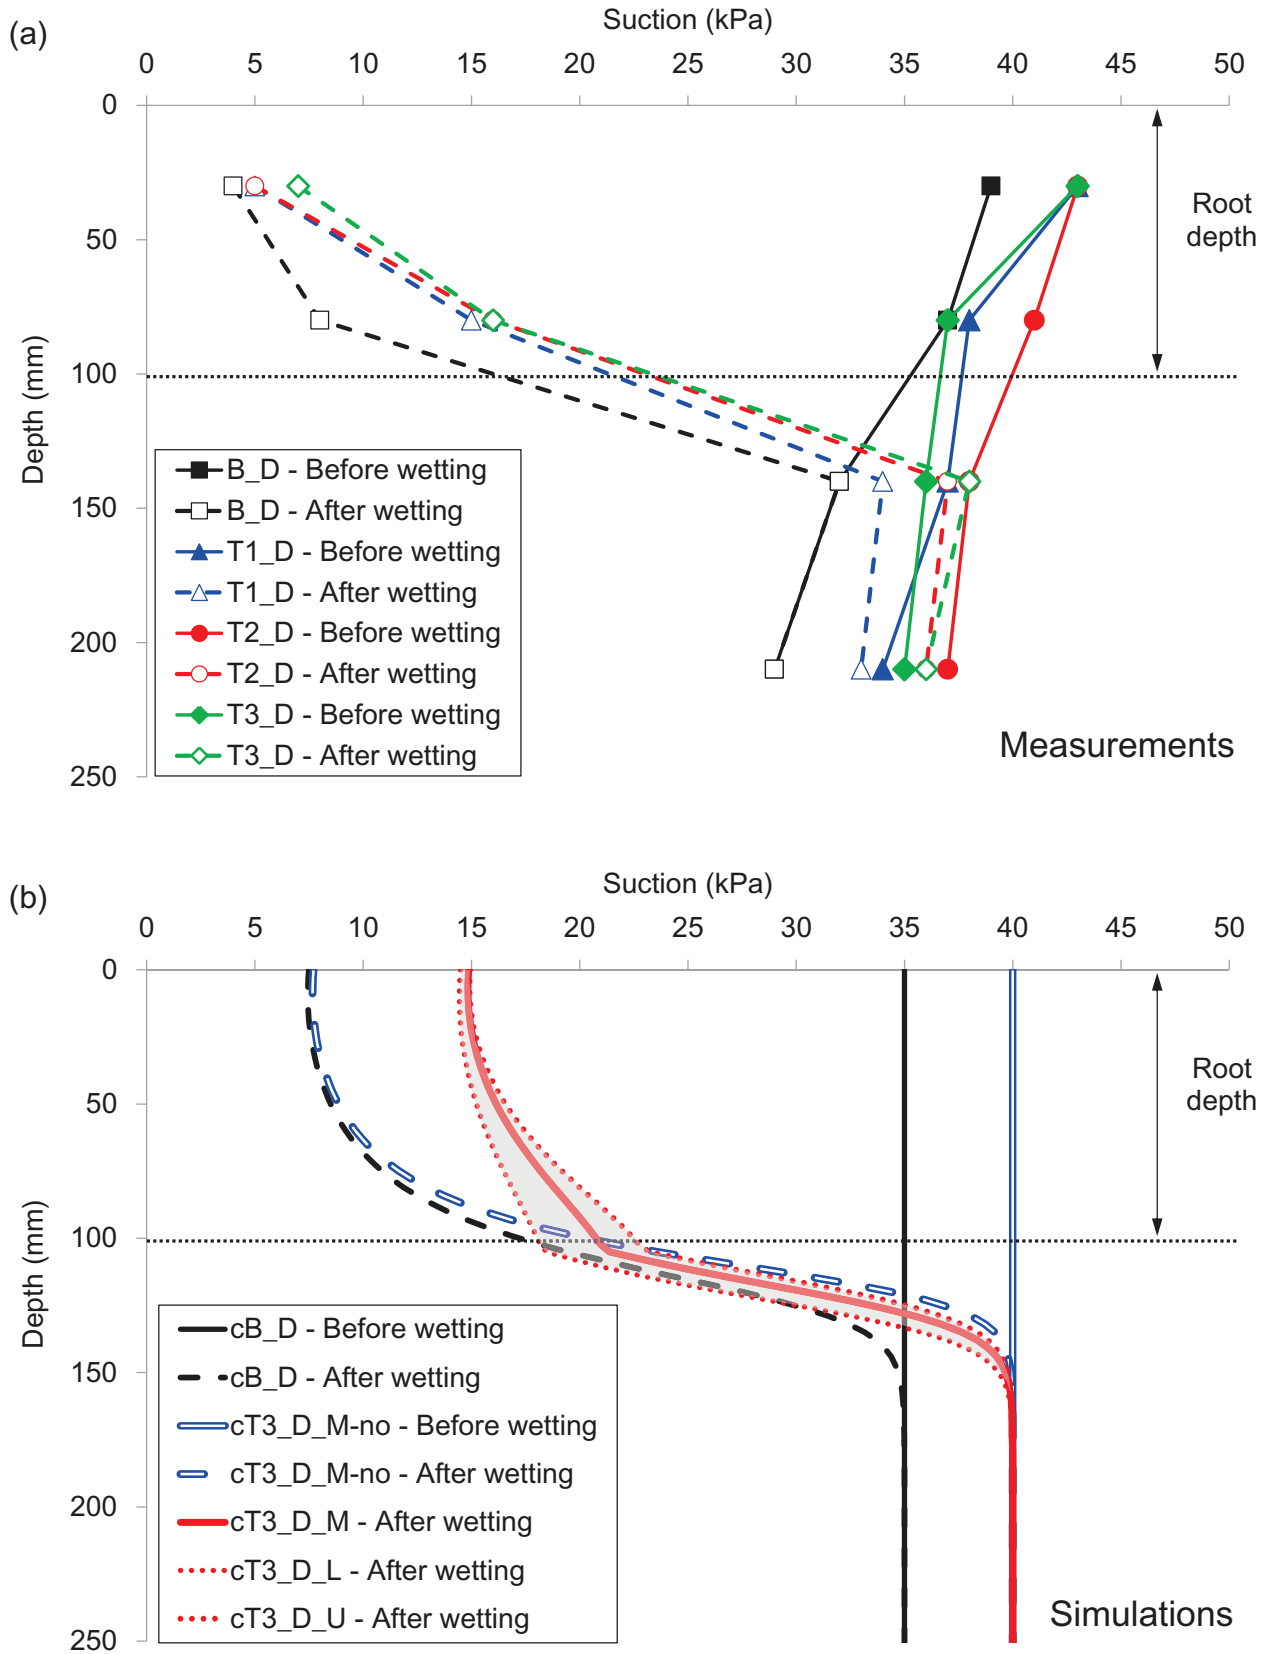 (a)
Suction (kPa)
0 5 10 15 20 25 30 35 40 45 50
0
50
100
150
200
250
Depth (mm)
Root
depth
B_D - Before wetting
B_D - After wetting
T1_D - Before wetting
T1_D - After wetting
T2_D - Before wetting
T2_D - After wetting
T3_D - Before wetting
T3_D - After wetting
Measurements
(b)
Suction (kPa)
0 5 10 15 20 25 30 35 40 45 50
0
50
100
150
200
250
Depth (mm)
Root
depth
cB_D - Before wetting
cB_D - After wetting
cT3_D_M-no - Before wetting
cT3_D_M-no - After wetting
cT3_D_M - After wetting
cT3_D_L - After wetting
cT3_D_U - After wetting
Simulations